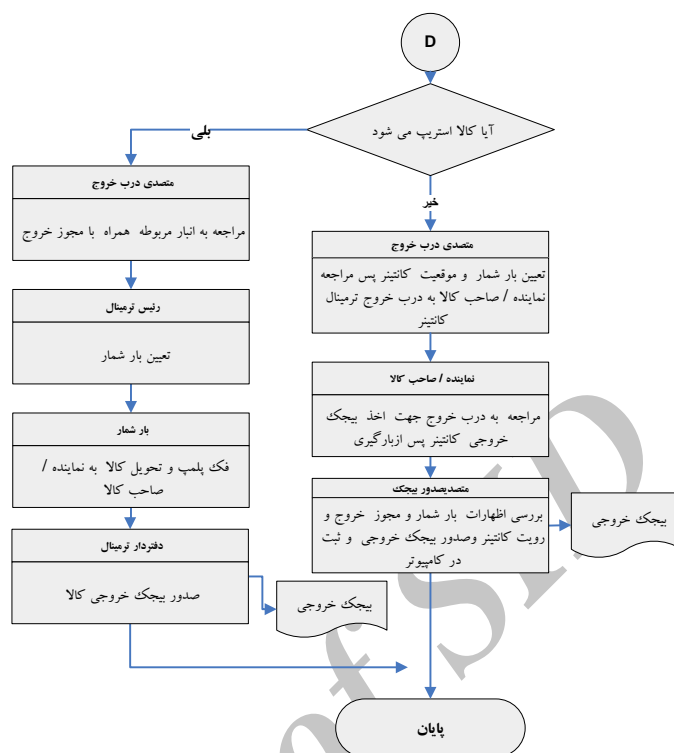 D
آیا کالا استریپ می شود
بلی
خیر
متصدی درب خروج
مراجعه به انبار مربوطه همراه با مجوز خروج
رئیس ترمینال
تعیین بار شمار
بار شمار
فک پلمپ و تحویل کالا به نماینده /
صاحب کالا
دفتردار ترمینال
صدور بیجک خروجی کالا
بیجک خروجی
متصدی درب خروج
تعیین بار شمار و موقعیت کانتینر پس مراجعه
نماینده / صاحب کالا به درب خروج ترمینال
کانتینر
نماینده / صاحب کالا
مراجعه به درب خروج جهت اخذ بیجک
خروجی کانتینر پس ازبارگیری
متصدیصدور بیجک
بررسی اظهارات بار شمار و مجوز خروج و
رویت کانتینر وصدور بیجک خروجی و ثبت
در کامپیوتر
بیجک خروجی
پایان
of SID